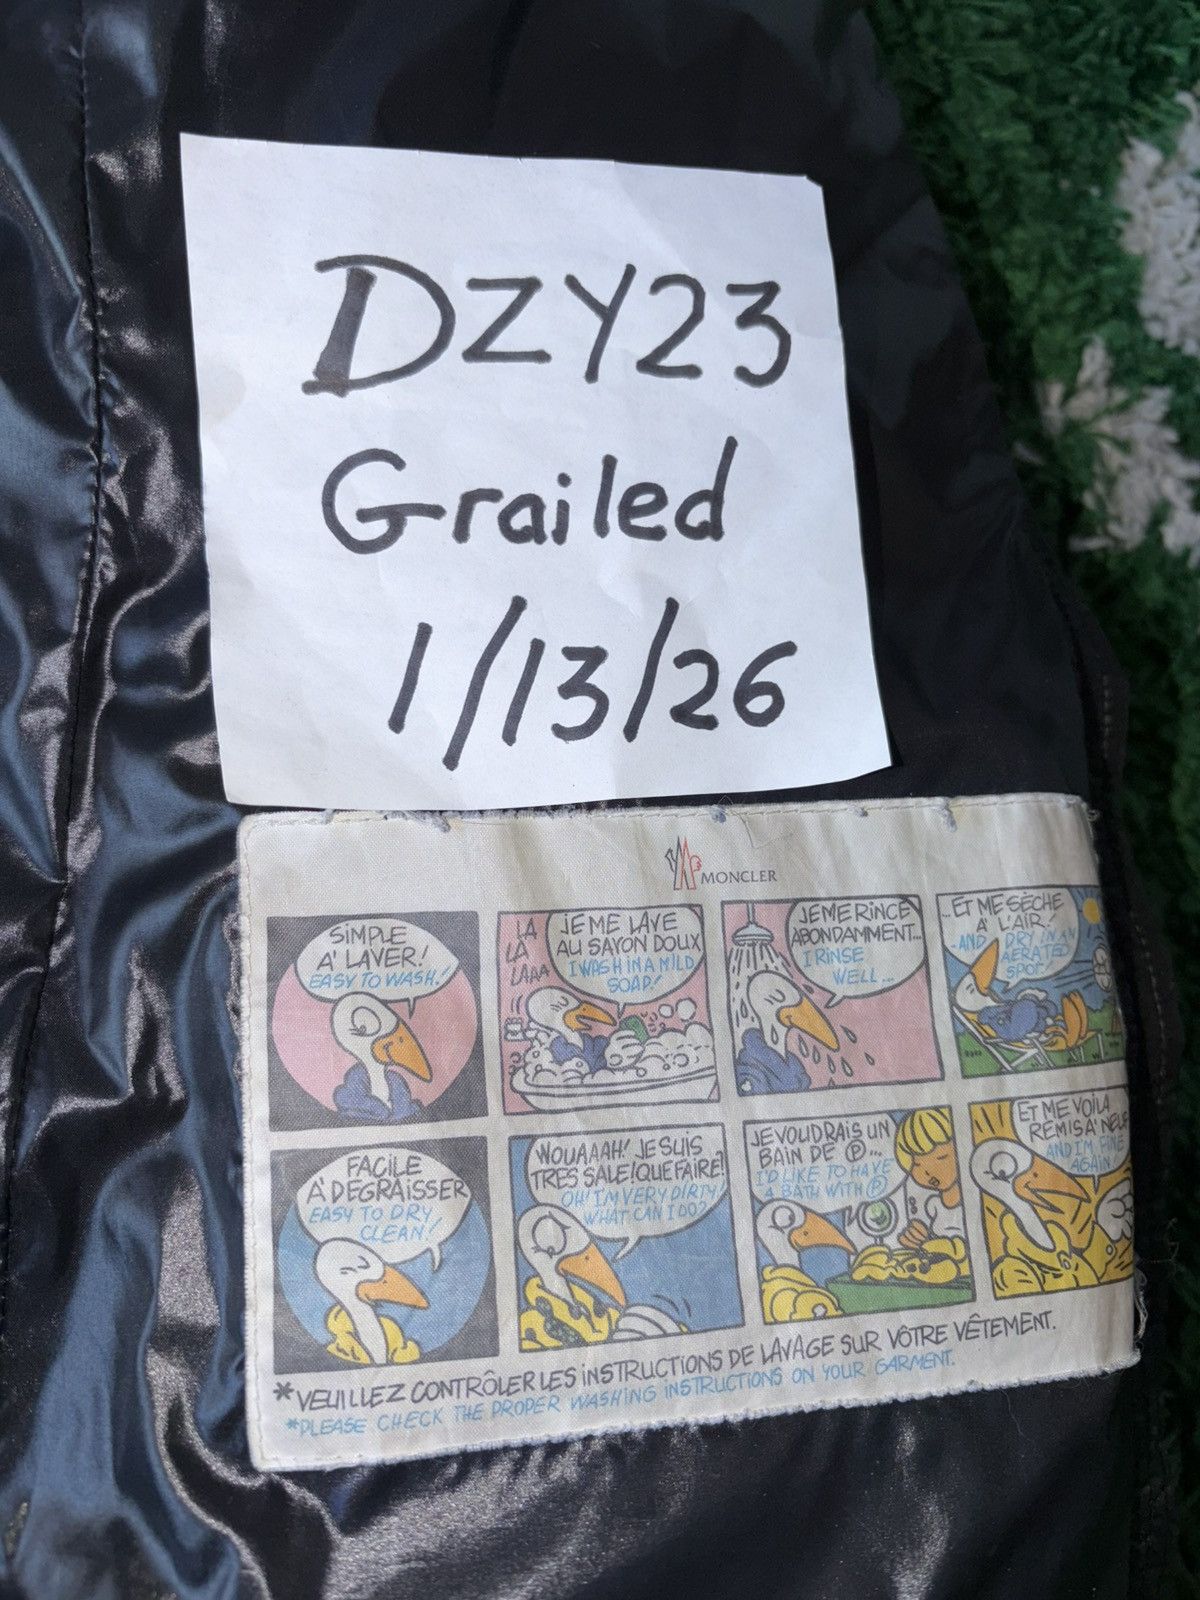 DZY23
Grailed
1/13/26
MONCLER
SIMPLE
A' LAVER!
EASY TO WASH!
LA
LA
LAAA
JE ME LAVE
AU SAVON DOUX
I WASH IN A MILD
SOAP!
JE ME RINCE
ABONDAMMENT...
I RINSE
WELL...
...ET ME SÈCHE
A' L'AIR!
...AND DRY IN AN
AERATED
SPOT
FACILE
A' DEGRAISSER
EASY TO DRY
CLEAN!
WOUAAAH! JE SUIS
TRES SALE! QUE FAIRE?!
OH! I'M VERY DIRTY!
WHAT CAN I DO?
JE VOUDRAIS UN
BAIN DE Ⓟ...
I'D LIKE TO HAVE
A BATH WITH Ⓟ
ET ME VOILA
REMIS A' NEUF
AND I'M FINE
AGAIN
*VEUILLEZ CONTRÔLER LES INSTRUCTIONS DE LAVAGE SUR VÔTRE VÊTEMENT.
*PLEASE CHECK THE PROPER WASHING INSTRUCTIONS ON YOUR GARMENT.